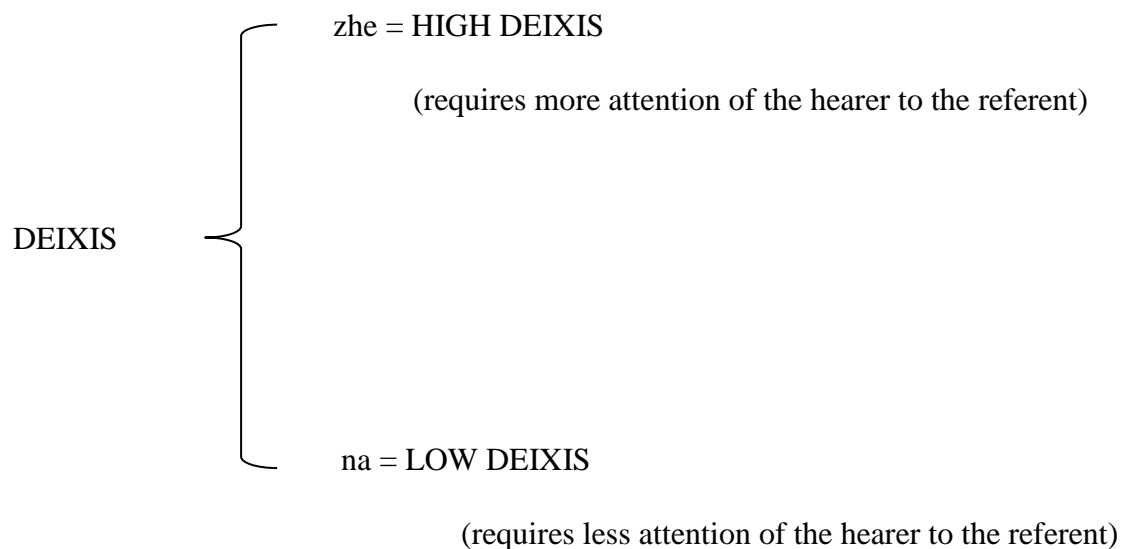 zhe = HIGH DEIXIS
(requires more attention of the hearer to the referent)
DEIXIS
na = LOW DEIXIS
(requires less attention of the hearer to the referent)